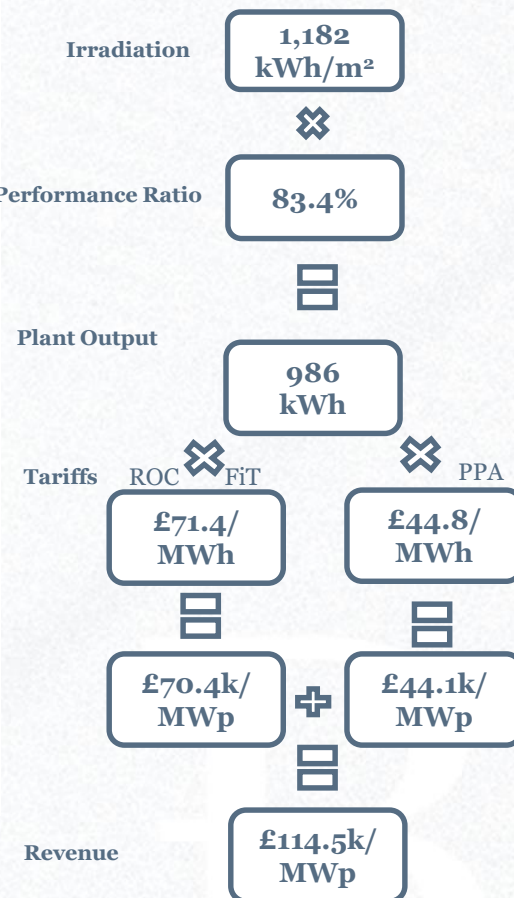 Irradiation
1,182
kWh/m²
Performance Ratio
83.4%
Plant Output
986
kWh
Tariffs
ROC FiT
PPA
£71.4/
MWh
£44.8/
MWh
£70.4k/
MWp
£44.1k/
MWp
Revenue
£114.5k/
MWp